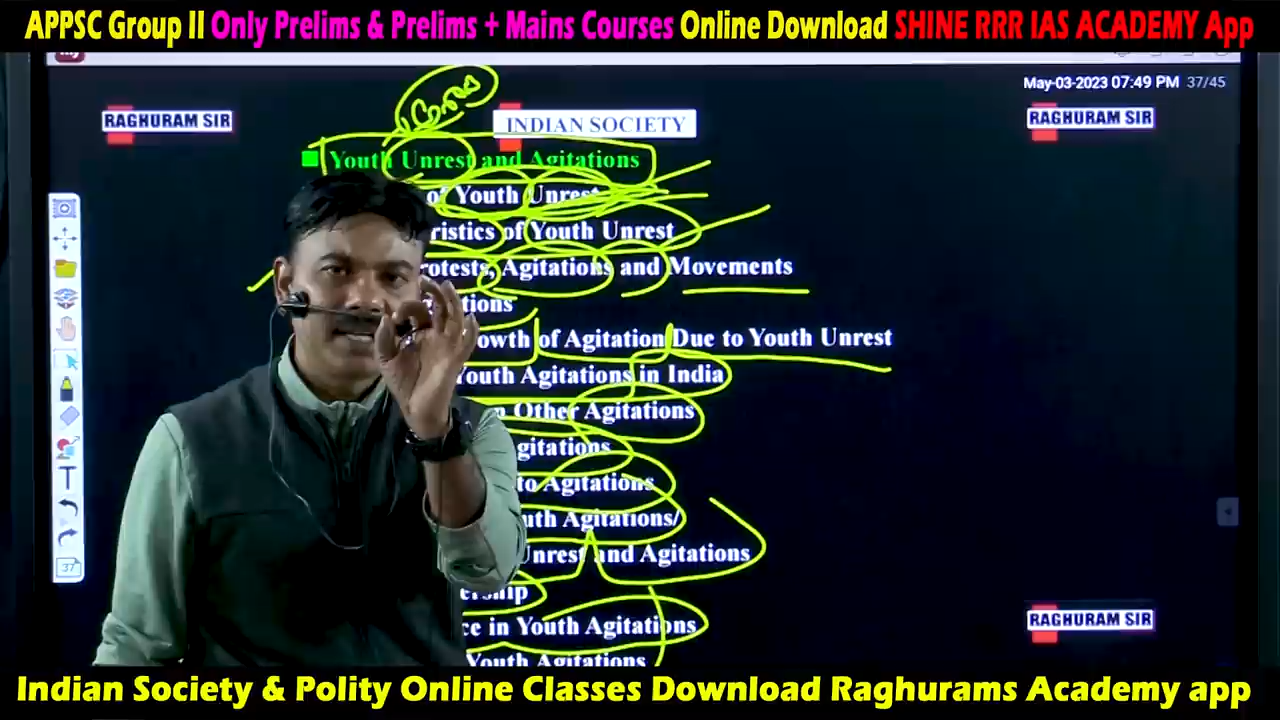 APPSC Group II Only Prelims & Prelims + Mains Courses Online Download SHINE RRR IAS ACADEMY App
May-03-2023 07:49 PM 37/45
RAGHURAM SIR
INDIAN SOCIETY
RAGHURAM SIR
Youth Unrest and Agitations
of Youth Unrest
ristics of Youth Unrest
rotests, Agitations and Movements
tions
owth of Agitation Due to Youth Unrest
Youth Agitations in India
n Other Agitations
gitations
to Agitations
uth Agitations/
Unrest and Agitations
ership
ce in Youth Agitations
Youth Agitations
T
37
RAGHURAM SIR
Indian Society & Polity Online Classes Download Raghurams Academy app